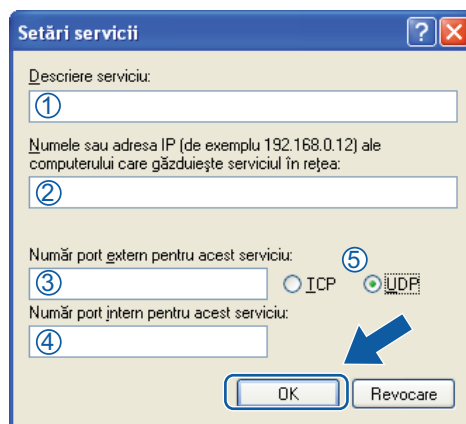 Setări servicii
Descriere serviciu:
①
Numele sau adresa IP (de exemplu 192.168.0.12) ale
computerului care găzduieşte serviciul în reţea:
②
Număr port extern pentru acest serviciu:
⑤
③
TCP
UDP
Număr port intern pentru acest serviciu:
④
OK
Revocare